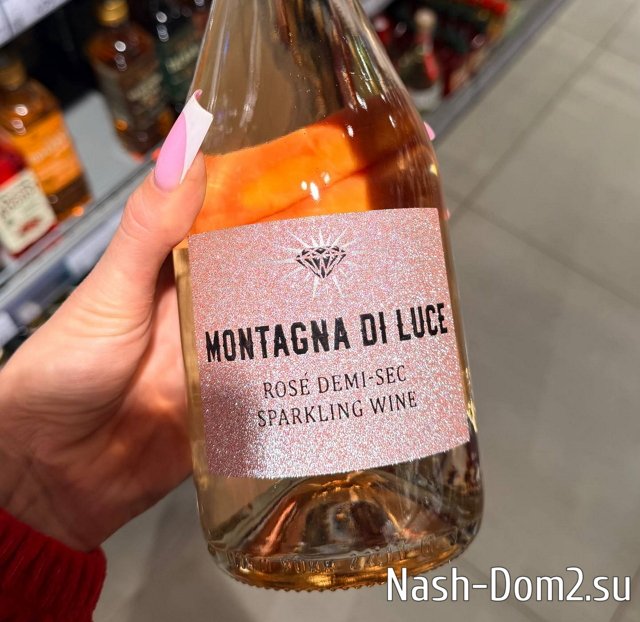 MONTAGNA DI LUCE
ROSÉ DEMI-SEC
SPARKLING WINE
Nash-Dom2.su